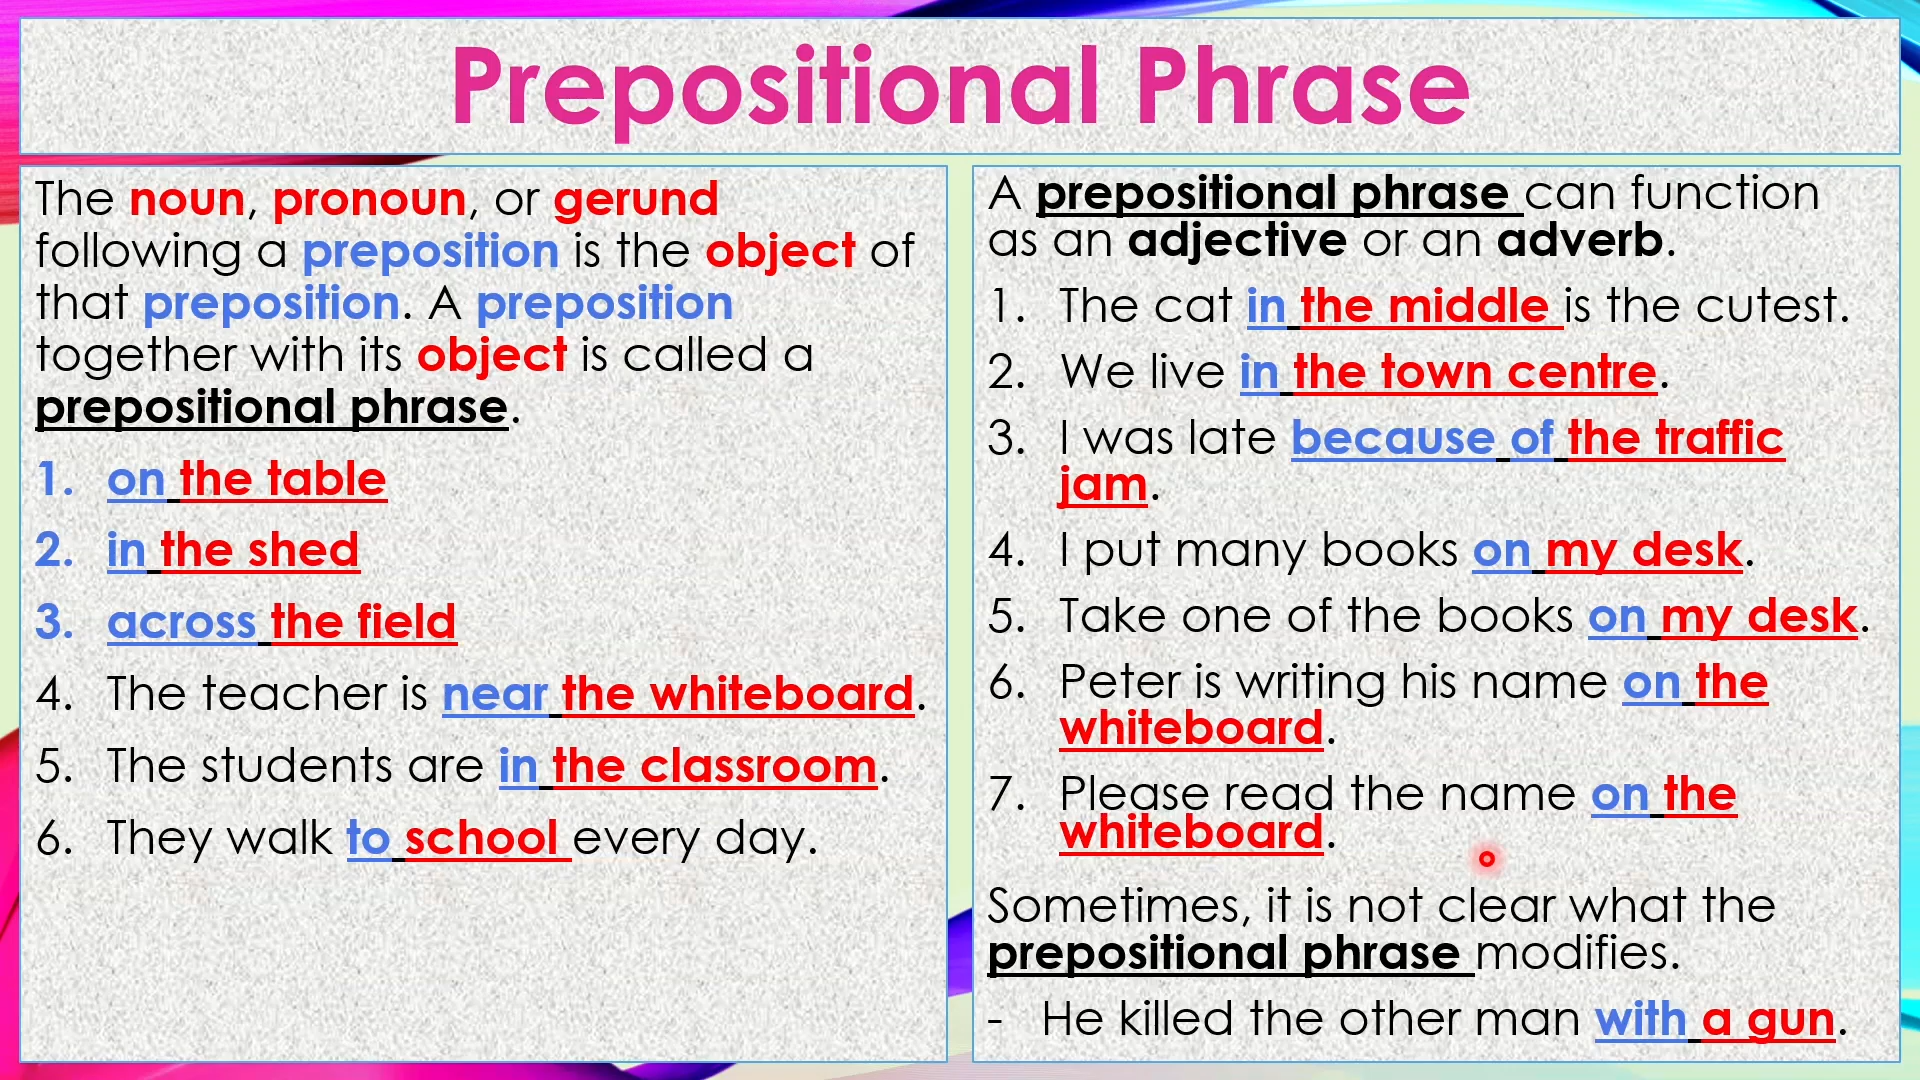 Prepositional Phrase
The noun, pronoun, or gerund
following a preposition is the object of
that preposition. A preposition
together with its object is called a
prepositional phrase.
1. on the table
2. in the shed
3. across the field
4. The teacher is near the whiteboard.
5. The students are in the classroom.
6. They walk to school every day.
A prepositional phrase can function
as an adjective or an adverb.
1. The cat in the middle is the cutest.
2. We live in the town centre.
3. I was late because of the traffic
jam.
4. I put many books on my desk.
5. Take one of the books on my desk.
6. Peter is writing his name on the
whiteboard.
7. Please read the name on the
whiteboard.
Sometimes, it is not clear what the
prepositional phrase modifies.
- He killed the other man with a gun.